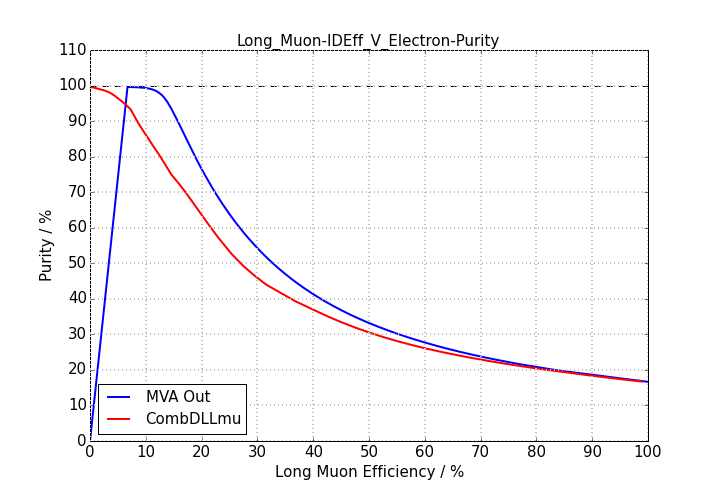 Long_Muon-IDEff_V_Electron-Purity
110
100
90
80
70
60
50
40
30
20
10
0
Purity / %
MVA Out
CombDLLmu
0 10 20 30 40 50 60 70 80 90 100
Long Muon Efficiency / %